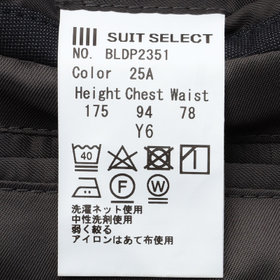 SUIT SELECT
NO. BLDP2351
Color 25A
Height Chest Waist
175 94 78
Y6
40
F W
洗濯ネット使用
中性洗剤使用
弱く絞る
アイロンはあて布使用